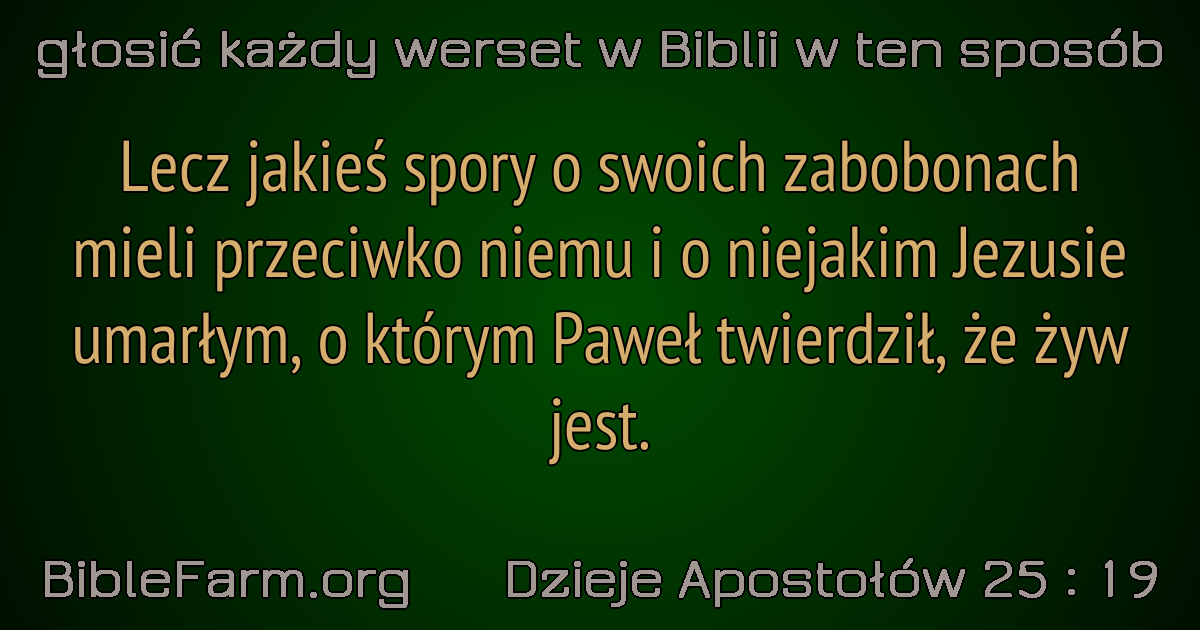 głosić każdy werset w Biblii w ten sposób
Lecz jakieś spory o swoich zabobonach
mieli przeciwko niemu i o niejakim Jezusie
umarłym, o którym Paweł twierdził, że żyw
jest.
BibleFarm.org
Dzieje Apostołów 25 : 19